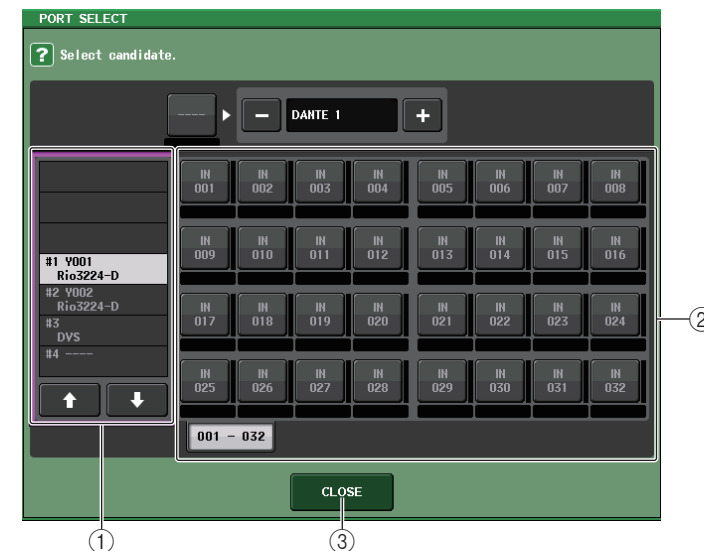 PORT SELECT
? Select candidate.
---- − DANTE 1 +
IN 001 IN 002 IN 003 IN 004 IN 005 IN 006 IN 007 IN 008
IN 009 IN 010 IN 011 IN 012 IN 013 IN 014 IN 015 IN 016
IN 017 IN 018 IN 019 IN 020 IN 021 IN 022 IN 023 IN 024
IN 025 IN 026 IN 027 IN 028 IN 029 IN 030 IN 031 IN 032
#1 Y001
Rio3224-D
#2 Y002
Rio3224-D
#3
DVS
#4 ----
001 - 032
CLOSE
①
②
③